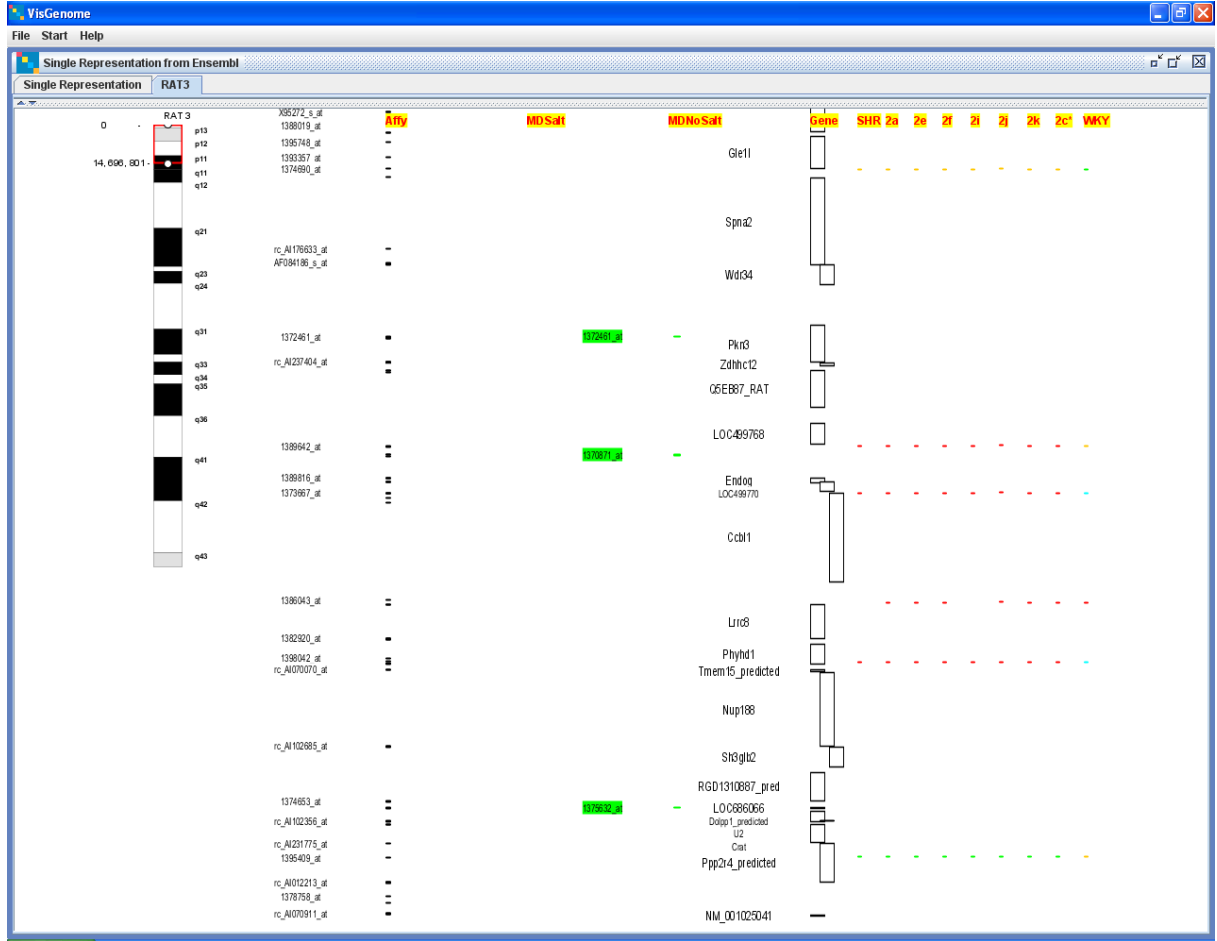 VisGenome
File Start Help
Single Representation from Ensembl
Single Representation RAT3
RAT 3
0 -
14,696,801-
p13
p12
p11
q11
q12
q21
q23
q24
q31
q33
q34
q35
q36
q41
q42
q43
Affy MDSalt MDNoSalt Gene SHR 2a 2e 2f 2i 2j 2k 2c* WKY
X95272_s_at
1388019_at
1395748_at
1393357_at
1374690_at
rc_AI176633_at
AF084186_s_at
1372461_at
rc_AI237404_at
1389642_at
1389816_at
1373667_at
1386043_at
1382920_at
1398042_at
rc_AI070070_at
rc_AI102685_at
1374653_at
rc_AI102356_at
rc_AI231775_at
1395409_at
rc_AI012213_at
1378758_at
rc_AI070911_at
1372461_at
1370871_at
1375632_at
Gle1l
Spna2
Wdr34
Pkn3
Zdhhc12
Q5EB87_RAT
LOC499768
Endog
LOC499770
Ccbl1
Lrrc8
Phyhd1
Tmem15_predicted
Nup188
Sh3glb2
RGD1310887_pred
LOC686066
Dolpp1_predicted
U2
Crat
Ppp2r4_predicted
NM_001025041